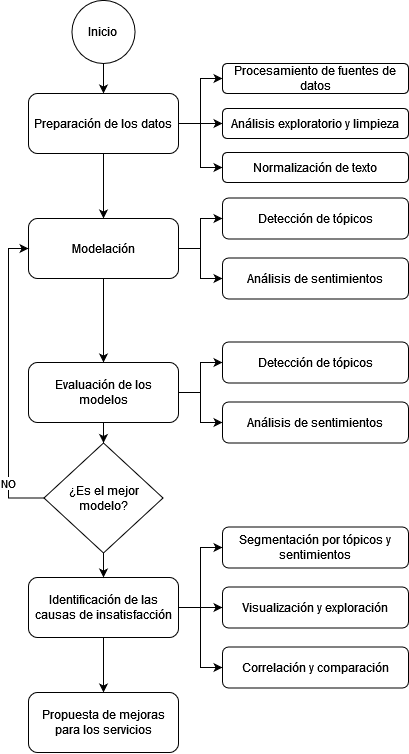 Inicio
Procesamiento de fuentes de
datos
Preparación de los datos
Análisis exploratorio y limpieza
Normalización de texto
Detección de tópicos
Modelación
Análisis de sentimientos
Detección de tópicos
Evaluación de los
modelos
Análisis de sentimientos
¿Es el mejor
modelo?
NO
Segmentación por tópicos y
sentimientos
Identificación de las
causas de insatisfacción
Visualización y exploración
Correlación y comparación
Propuesta de mejoras
para los servicios